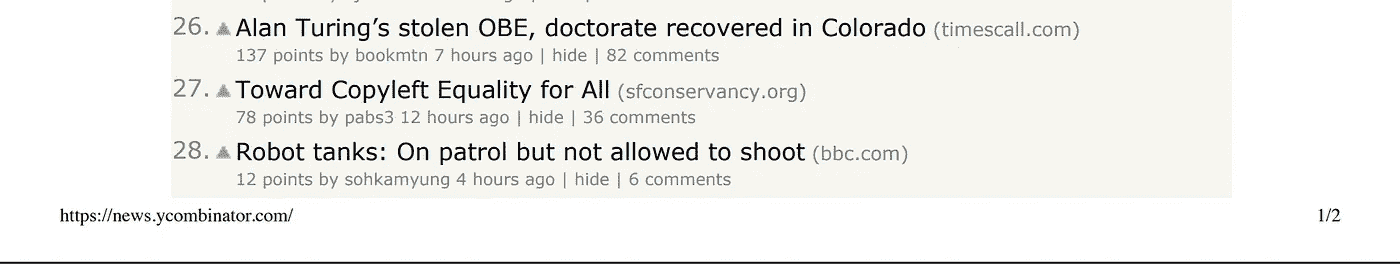 26. Alan Turing’s stolen OBE, doctorate recovered in Colorado (timescall.com)
137 points by bookmtn 7 hours ago | hide | 82 comments
27. Toward Copyleft Equality for All (sfconservancy.org)
78 points by pabs3 12 hours ago | hide | 36 comments
28. Robot tanks: On patrol but not allowed to shoot (bbc.com)
12 points by sohkamyung 4 hours ago | hide | 6 comments
https://news.ycombinator.com/ 1/2